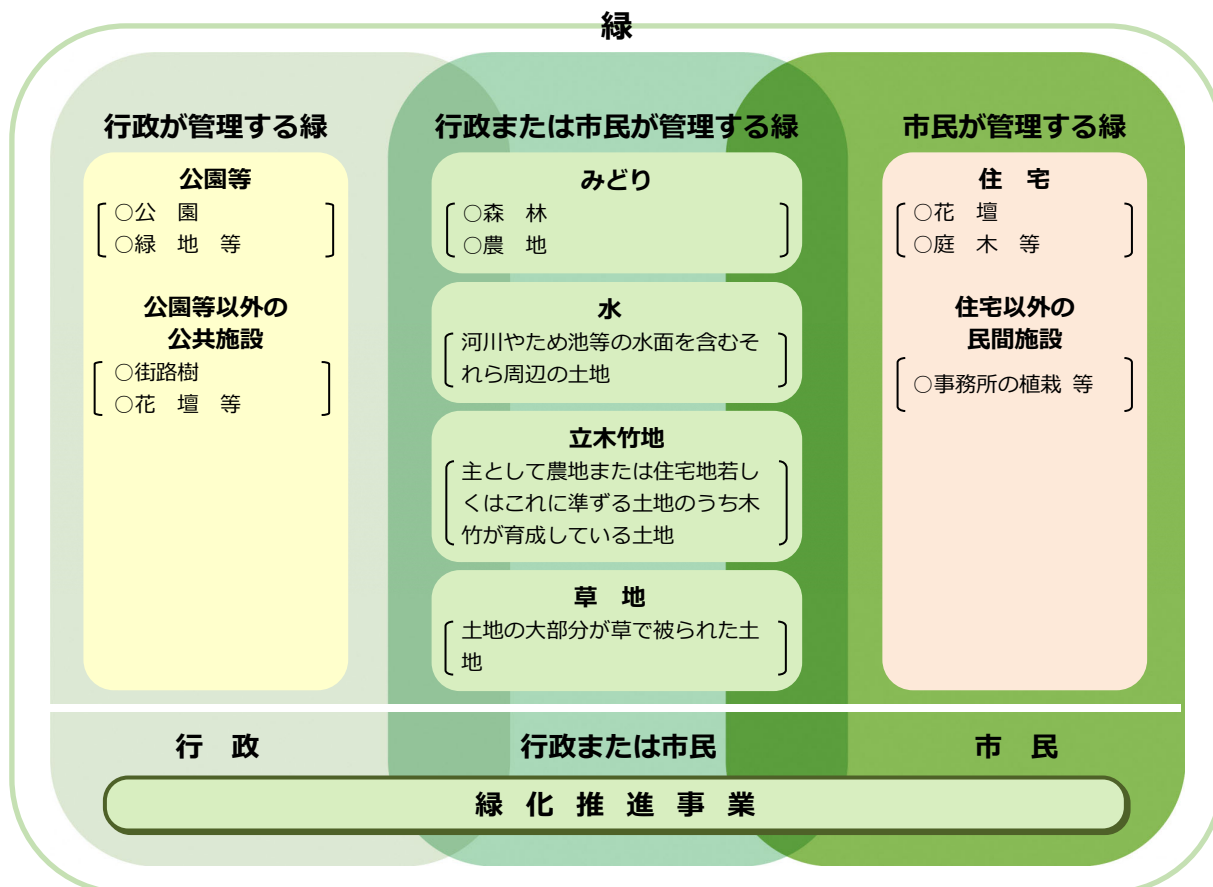 緑
行政が管理する緑
公園等
○公　園
○緑　地　等
公園等以外の
公共施設
○街路樹
○花　壇　等
行政または市民が管理する緑
みどり
○森　林
○農　地
水
河川やため池等の水面を含むそ
れら周辺の土地
立木竹地
主として農地または住宅地若し
くはこれに準ずる土地のうち木
竹が育成している土地
草　地
土地の大部分が草で被られた土
地
市民が管理する緑
住　宅
○花　壇
○庭　木　等
住宅以外の
民間施設
○事務所の植栽 等
行　政
行政または市民
市　民
緑 化 推 進 事 業